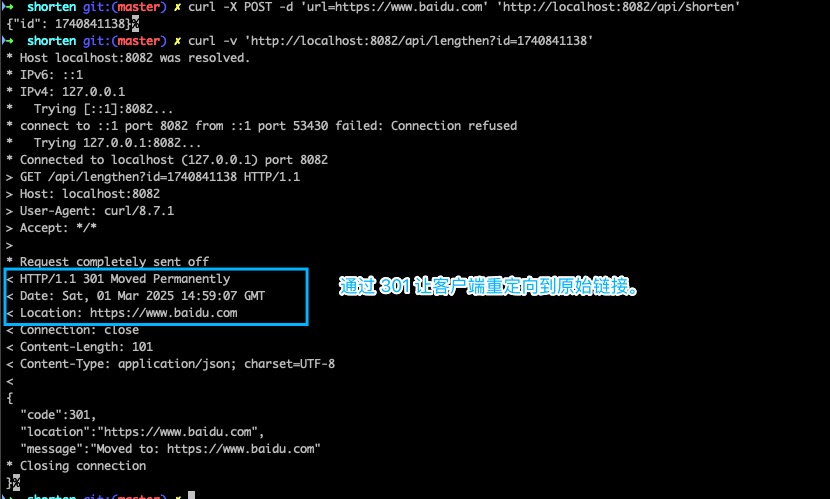 → shorten git:(master) ✗ curl -X POST -d 'url=https://www.baidu.com' 'http://localhost:8082/api/shorten'
{"id": 1740841138}%
→ shorten git:(master) ✗ curl -v 'http://localhost:8082/api/lengthen?id=1740841138'
* Host localhost:8082 was resolved.
* IPv6: ::1
* IPv4: 127.0.0.1
*   Trying [::1]:8082...
* connect to ::1 port 8082 from ::1 port 53430 failed: Connection refused
*   Trying 127.0.0.1:8082...
* Connected to localhost (127.0.0.1) port 8082
> GET /api/lengthen?id=1740841138 HTTP/1.1
> Host: localhost:8082
> User-Agent: curl/8.7.1
> Accept: */*
>
* Request completely sent off
< HTTP/1.1 301 Moved Permanently
通过 301 让客户端重定向到原始链接。
< Date: Sat, 01 Mar 2025 14:59:07 GMT
< Location: https://www.baidu.com
< Connection: close
< Content-Length: 101
< Content-Type: application/json; charset=UTF-8
<
{
  "code":301,
  "location":"https://www.baidu.com",
  "message":"Moved to: https://www.baidu.com"
* Closing connection
}%
→ shorten git:(master) ✗